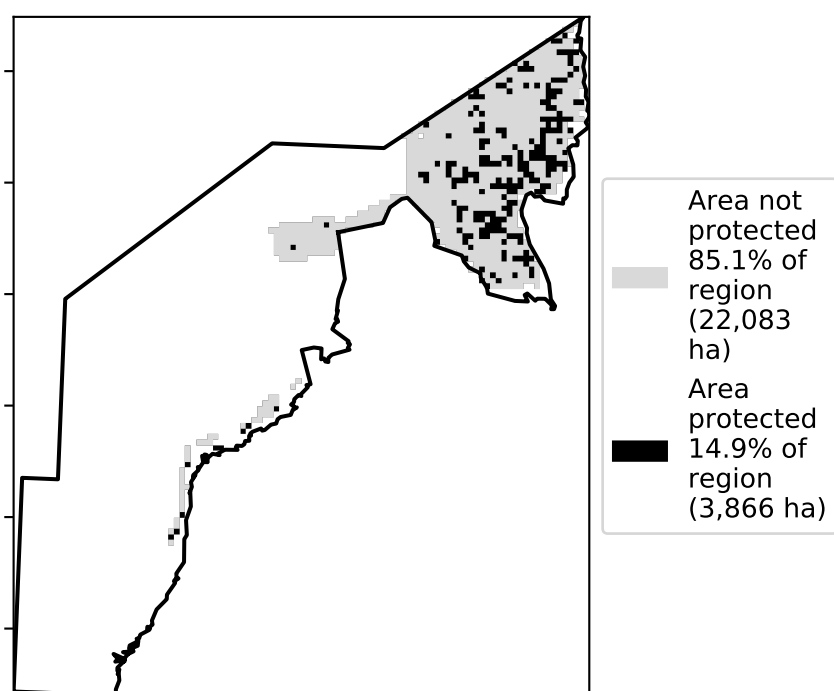 Area not
protected
85.1% of
region
(22,083
ha)
Area
protected
14.9% of
region
(3,866 ha)